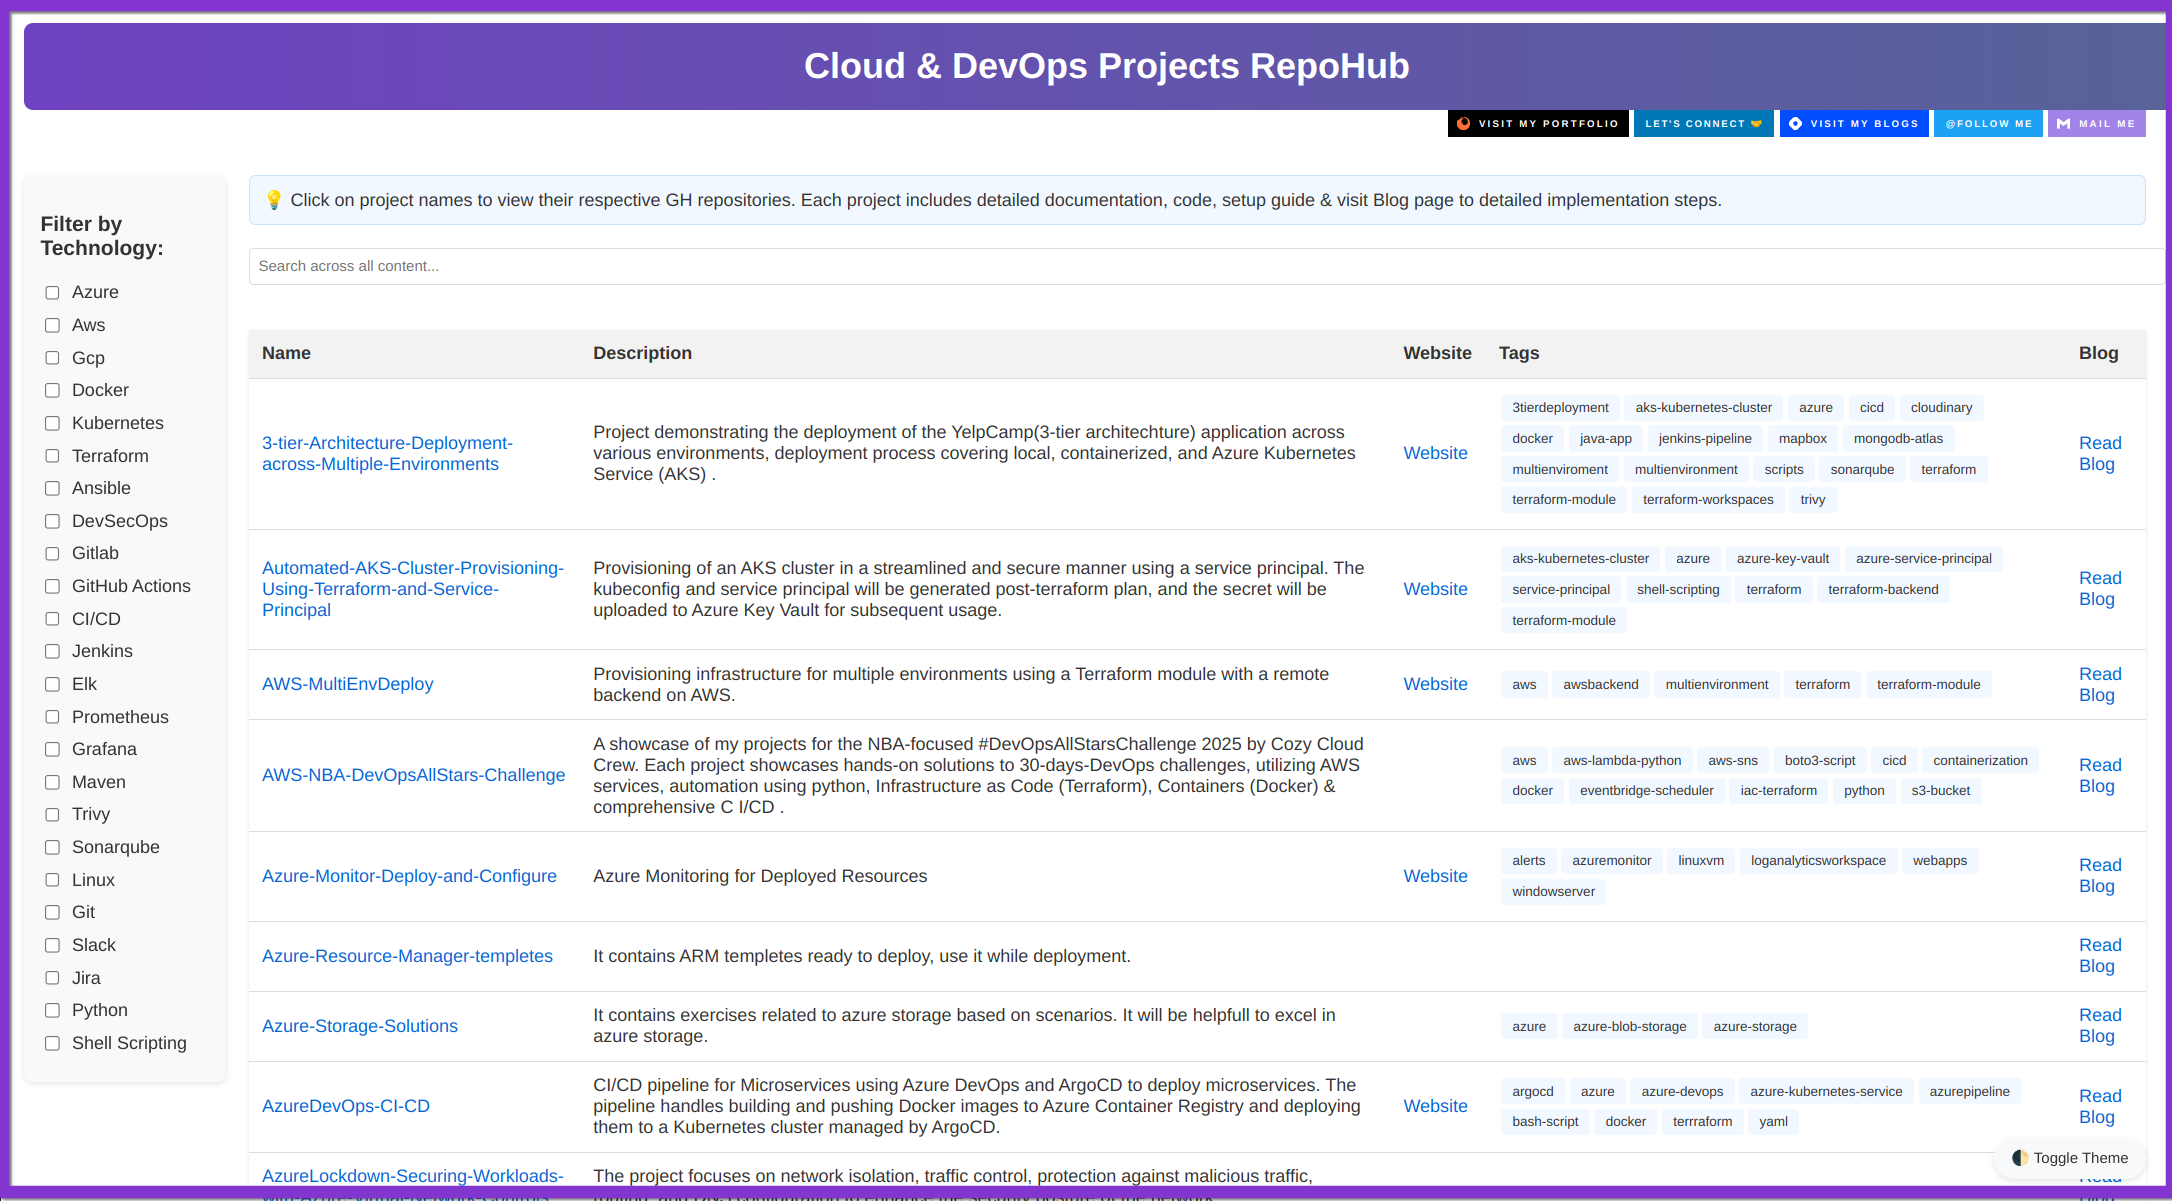 Cloud & DevOps Projects RepoHub
VISIT MY PORTFOLIO
LET'S CONNECT 🤝
VISIT MY BLOGS
@FOLLOW ME
MAIL ME
Filter by
Technology:
Azure
Aws
Gcp
Docker
Kubernetes
Terraform
Ansible
DevSecOps
Gitlab
GitHub Actions
CI/CD
Jenkins
Elk
Prometheus
Grafana
Maven
Trivy
Sonarqube
Linux
Git
Slack
Jira
Python
Shell Scripting
💡 Click on project names to view their respective GH repositories. Each project includes detailed documentation, code, setup guide & visit Blog page to detailed implementation steps.
Search across all content...
Name Description Website Tags Blog
3-tier-Architecture-Deployment-
across-Multiple-Environments
Project demonstrating the deployment of the YelpCamp(3-tier architechture) application across
various environments, deployment process covering local, containerized, and Azure Kubernetes
Service (AKS) .
Website
3tierdeployment aks-kubernetes-cluster azure cicd cloudinary
docker java-app jenkins-pipeline mapbox mongodb-atlas
multienviroment multienvironment scripts sonarqube terraform
terraform-module terraform-workspaces trivy
Read
Blog
Automated-AKS-Cluster-Provisioning-
Using-Terraform-and-Service-
Principal
Provisioning of an AKS cluster in a streamlined and secure manner using a service principal. The
kubeconfig and service principal will be generated post-terraform plan, and the secret will be
uploaded to Azure Key Vault for subsequent usage.
Website
aks-kubernetes-cluster azure azure-key-vault azure-service-principal
service-principal shell-scripting terraform terraform-backend
terraform-module
Read
Blog
AWS-MultiEnvDeploy
Provisioning infrastructure for multiple environments using a Terraform module with a remote
backend on AWS.
Website
aws awsbackend multienvironment terraform terraform-module
Read
Blog
AWS-NBA-DevOpsAllStars-Challenge
A showcase of my projects for the NBA-focused #DevOpsAllStarsChallenge 2025 by Cozy Cloud
Crew. Each project showcases hands-on solutions to 30-days-DevOps challenges, utilizing AWS
services, automation using python, Infrastructure as Code (Terraform), Containers (Docker) &
comprehensive C I/CD .
aws aws-lambda-python aws-sns boto3-script cicd containerization
docker eventbridge-scheduler iac-terraform python s3-bucket
Read
Blog
Azure-Monitor-Deploy-and-Configure
Azure Monitoring for Deployed Resources
Website
alerts azuremonitor linuxvm loganalyticsworkspace webapps
windowserver
Read
Blog
Azure-Resource-Manager-templetes
It contains ARM templetes ready to deploy, use it while deployment.
Read
Blog
Azure-Storage-Solutions
It contains exercises related to azure storage based on scenarios. It will be helpfull to excel in
azure storage.
azure azure-blob-storage azure-storage
Read
Blog
AzureDevOps-CI-CD
CI/CD pipeline for Microservices using Azure DevOps and ArgoCD to deploy microservices. The
pipeline handles building and pushing Docker images to Azure Container Registry and deploying
them to a Kubernetes cluster managed by ArgoCD.
Website
argocd azure azure-devops azure-kubernetes-service azurepipeline
bash-script docker terrraform yaml
Read
Blog
AzureLockdown-Securing-Workloads-
The project focuses on network isolation, traffic control, protection against malicious traffic,
🌓 Toggle Theme